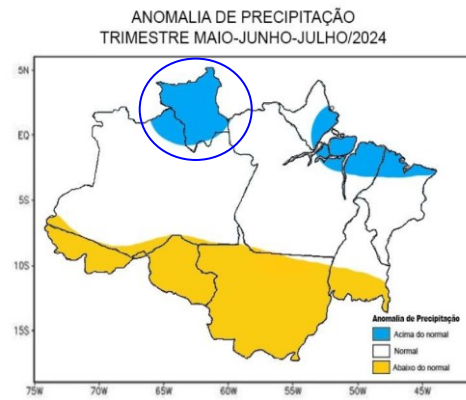 ANOMALIA DE PRECIPITAÇÃO
TRIMESTRE MAIO-JUNHO-JULHO/2024
5N
EQ
5S
10S
15S
75W 70W 65W 60W 55W 50W 45W
Anomalia de Precipitação
Acima do normal
Normal
Abaixo do normal